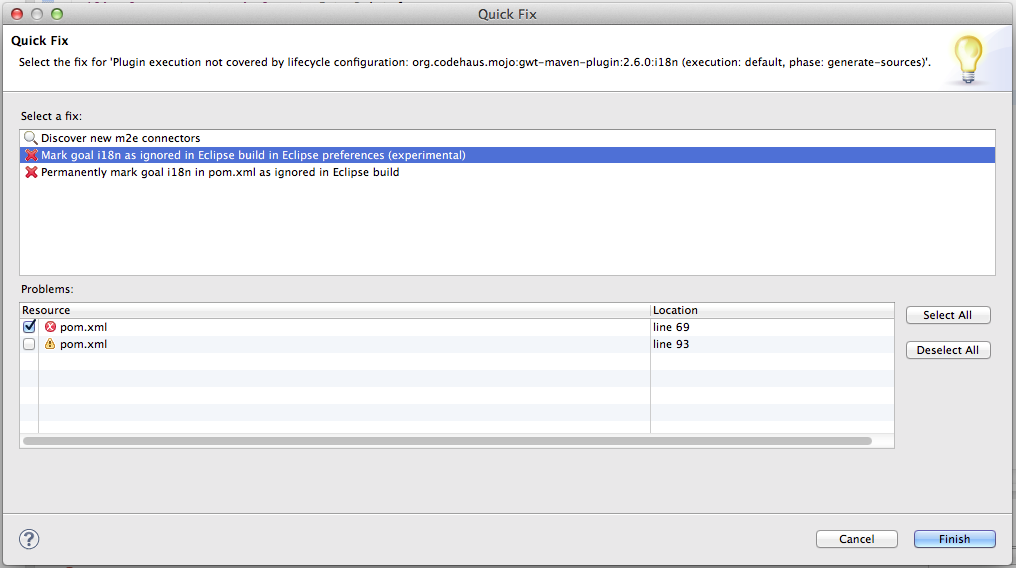 Quick Fix
Quick Fix
Select the fix for 'Plugin execution not covered by lifecycle configuration: org.codehaus.mojo:gwt-maven-plugin:2.6.0:i18n (execution: default, phase: generate-sources)'.
Select a fix:
Discover new m2e connectors
Mark goal i18n as ignored in Eclipse build in Eclipse preferences (experimental)
Permanently mark goal i18n in pom.xml as ignored in Eclipse build
Problems:
Resource Location
pom.xml line 69
pom.xml line 93
Select All
Deselect All
? Cancel Finish